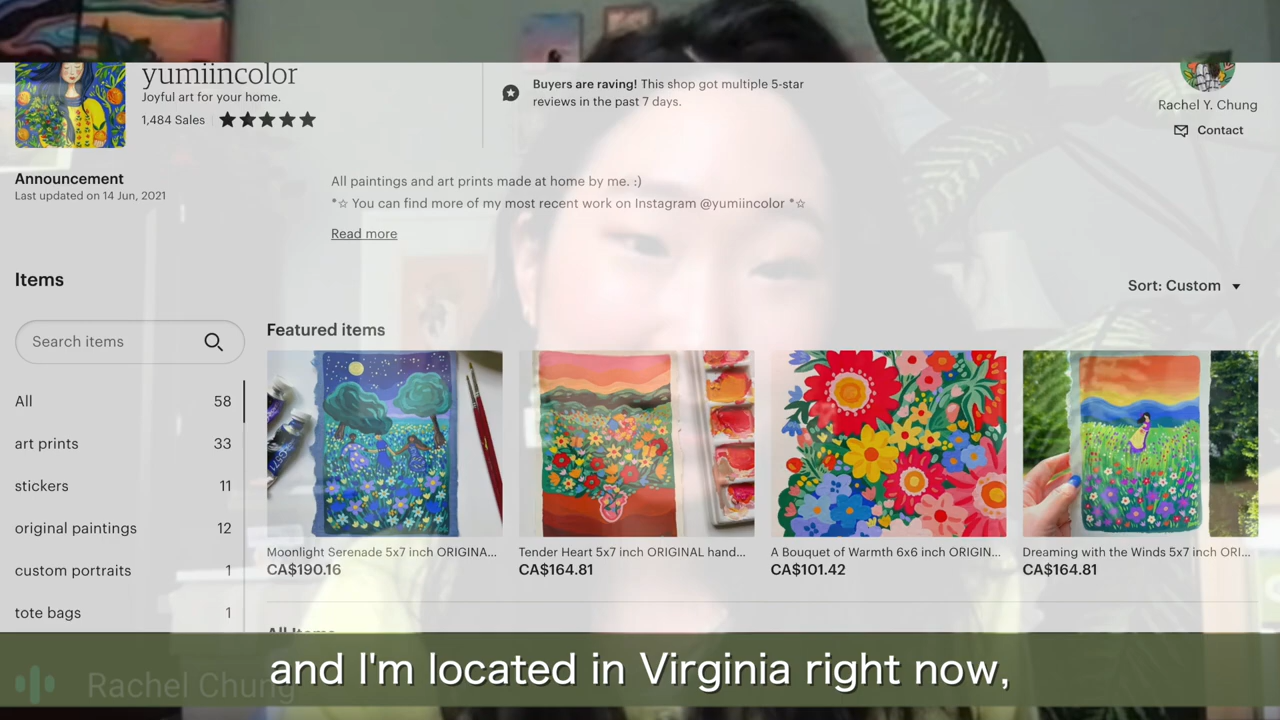 yumiincolor
Joyful art for your home.
1,484 Sales
Buyers are raving! This shop got multiple 5-star
reviews in the past 7 days.
Rachel Y. Chung
Contact
Announcement
Last updated on 14 Jun, 2021
All paintings and art prints made at home by me. :)
*☆ You can find more of my most recent work on Instagram @yumiincolor *☆
Read more
Items
Sort: Custom
Search items
Featured items
All 58
art prints 33
stickers 11
original paintings 12
custom portraits 1
tote bags 1
Moonlight Serenade 5x7 inch ORIGINA...
CA$190.16
Tender Heart 5x7 inch ORIGINAL hand...
CA$164.81
A Bouquet of Warmth 6x6 inch ORIGIN...
CA$101.42
Dreaming with the Winds 5x7 inch ORI...
CA$164.81
All Items
and I'm located in Virginia right now,
Rachel Chung